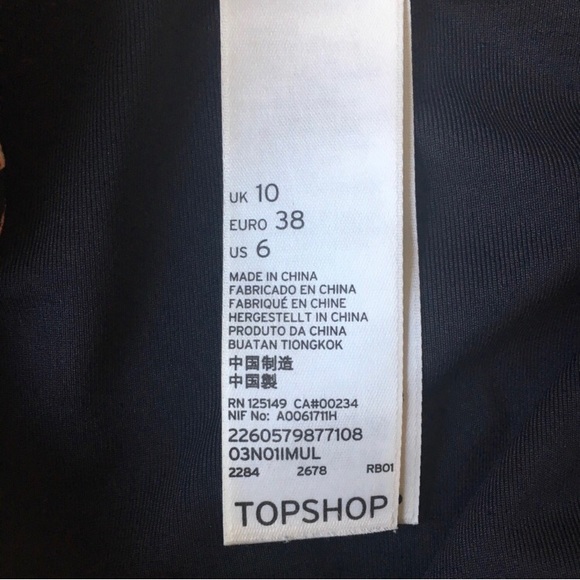 UK 10
EURO 38
US 6
MADE IN CHINA
FABRICADO EN CHINA
FABRIQUÉ EN CHINE
HERGESTELLT IN CHINA
PRODUTO DA CHINA
BUATAN TIONGKOK
中国制造
中国製
RN 125149 CA#00234
NIF No: A0061711H
2260579877108
03N01IMUL
2284 2678 RB01
TOPSHOP